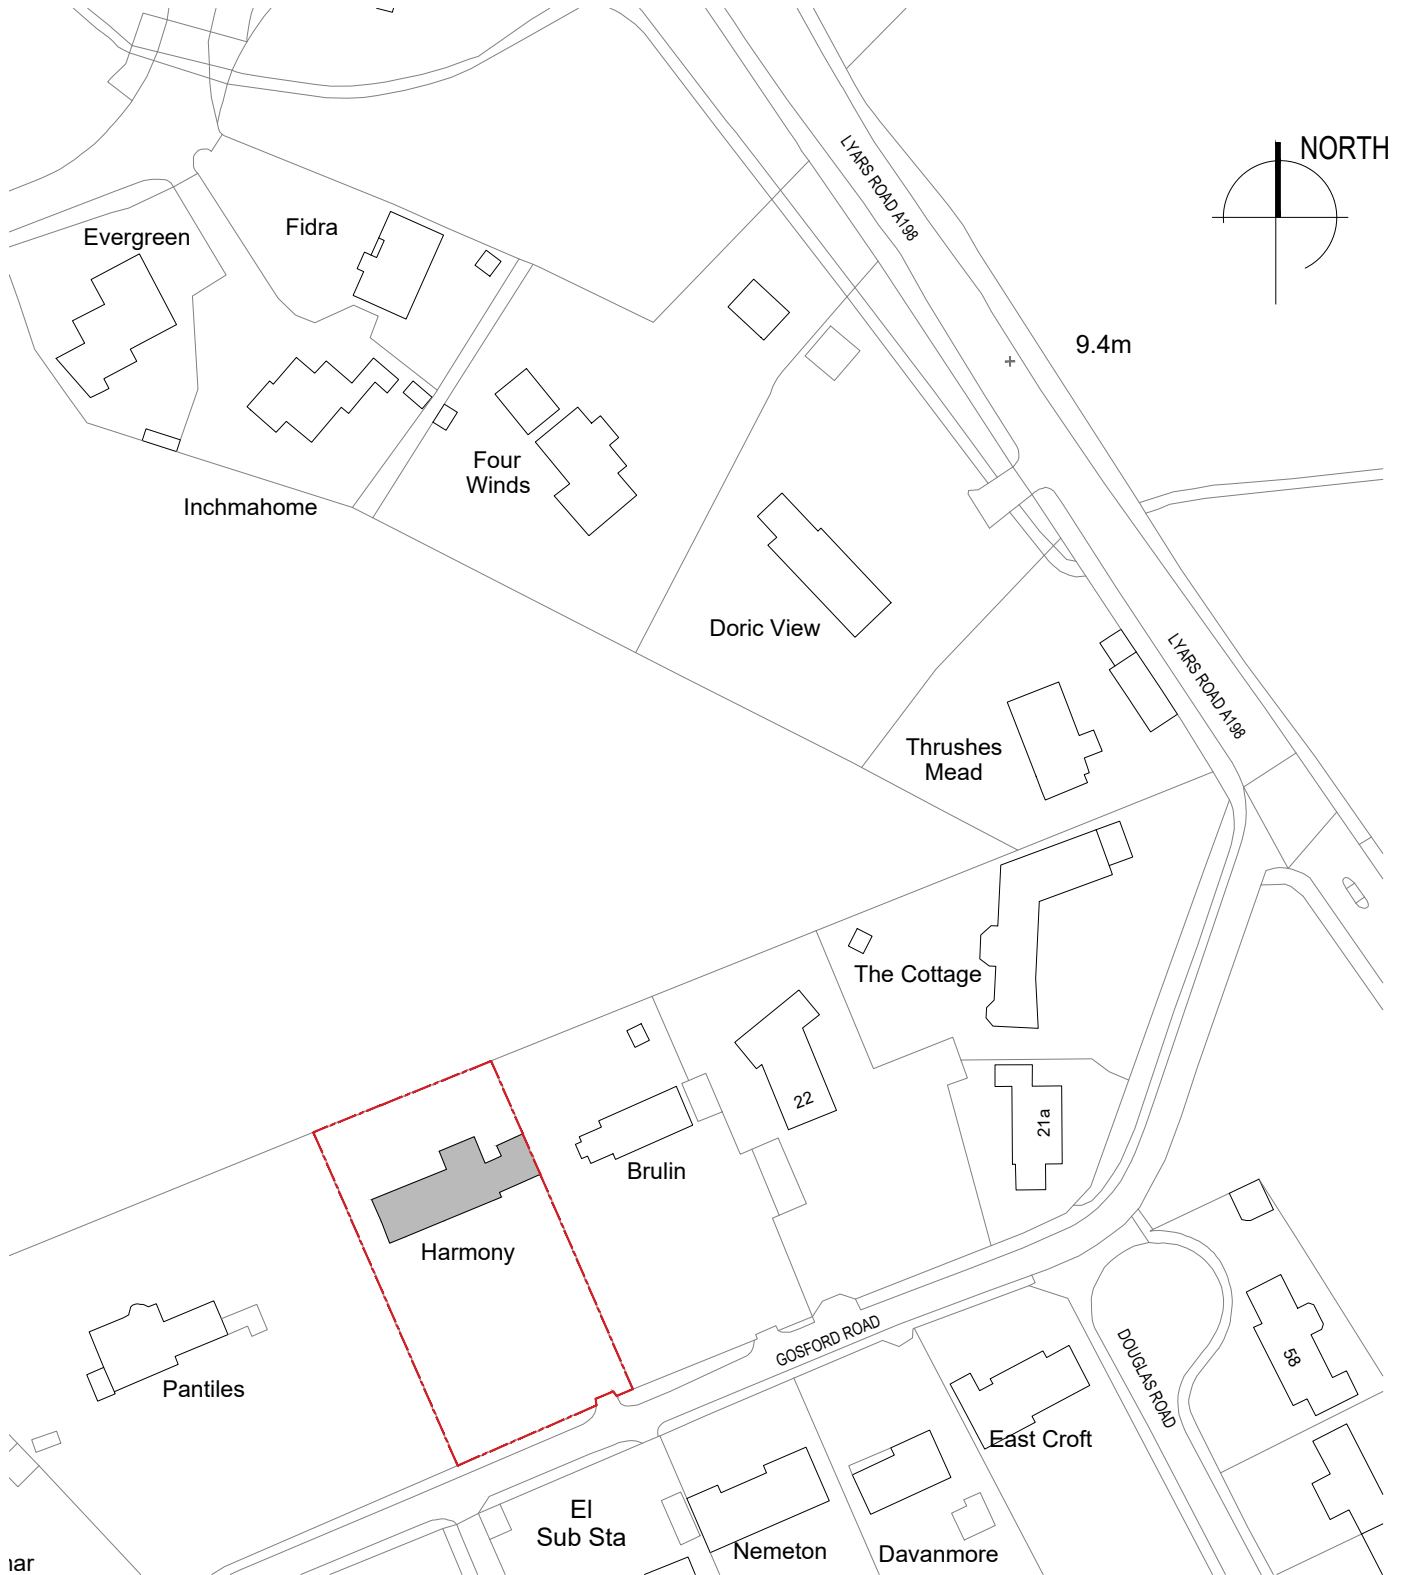 NORTH
LYARS ROAD A198
Evergreen
Fidra
9.4m
Four
Winds
Inchmahome
Doric View
LYARS ROAD A198
Thrushes
Mead
The Cottage
22
21a
Brulin
Harmony
GOSFORD ROAD
DOUGLAS ROAD
58
Pantiles
East Croft
El
Sub Sta
Nemeton
Davanmore